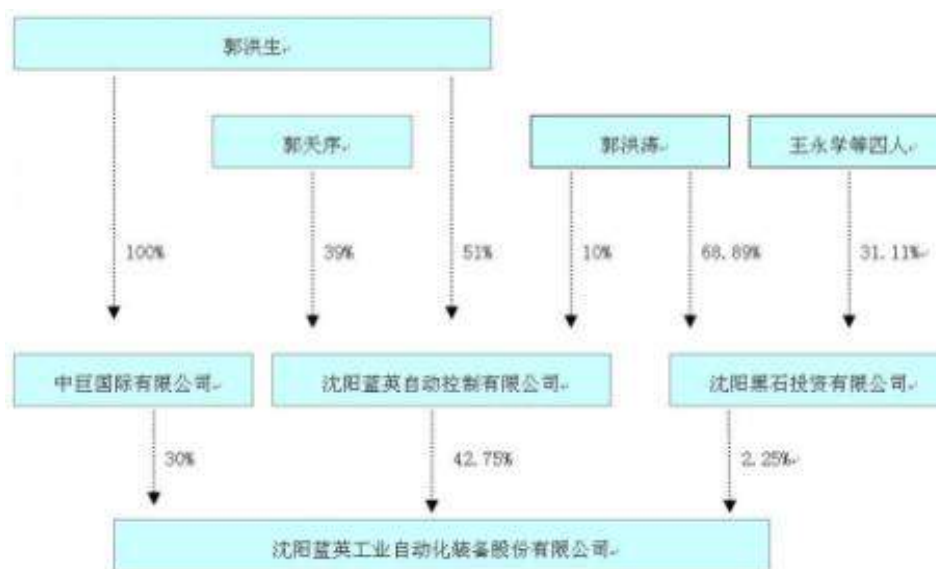 郭洪生
郭天序
郭洪涛
王永学等四人
100%
39%
51%
10%
68.89%
31.11%
中巨国际有限公司
沈阳蓝英自动控制有限公司
沈阳黑石投资有限公司
30%
42.75%
2.25%
沈阳蓝英工业自动化装备股份有限公司